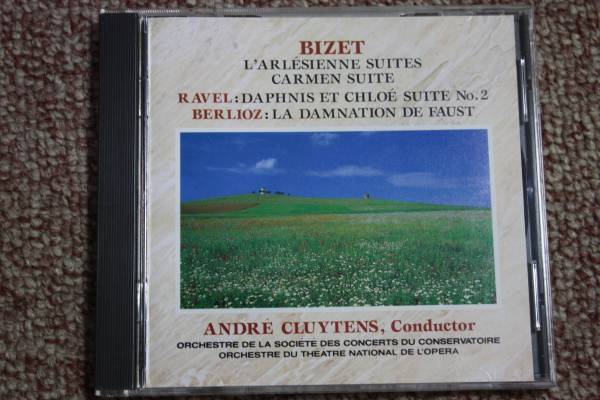 BIZET
L'ARLÉSIENNE SUITES
CARMEN SUITE
RAVEL:DAPHNIS ET CHLOÉ SUITE No.2
BERLIOZ:LA DAMNATION DE FAUST
ANDRÉ CLUYTENS, Conductor
ORCHESTRE DE LA SOCIÉTÉ DES CONCERTS DU CONSERVATOIRE
ORCHESTRE DU THEATRE NATIONAL DE L'OPERA